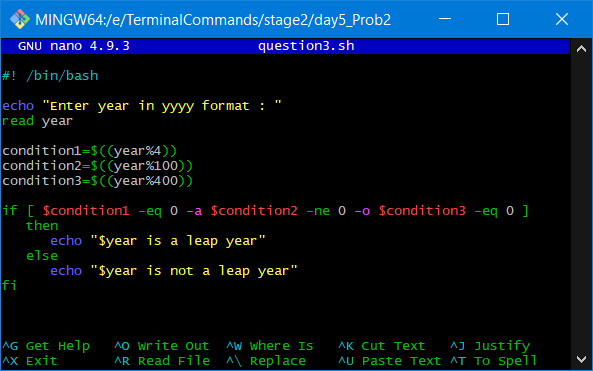 MINGW64:/e/TerminalCommands/stage2/day5_Prob2
GNU nano 4.9.3 question3.sh
#! /bin/bash
echo "Enter year in yyyy format : "
read year
condition1=$((year%4))
condition2=$((year%100))
condition3=$((year%400))
if [ $condition1 -eq 0 -a $condition2 -ne 0 -o $condition3 -eq 0 ]
then
echo "$year is a leap year"
else
echo "$year is not a leap year"
fi
^G Get Help ^O Write Out ^W Where Is ^K Cut Text ^J Justify
^X Exit ^R Read File ^\ Replace ^U Paste Text ^T To Spell